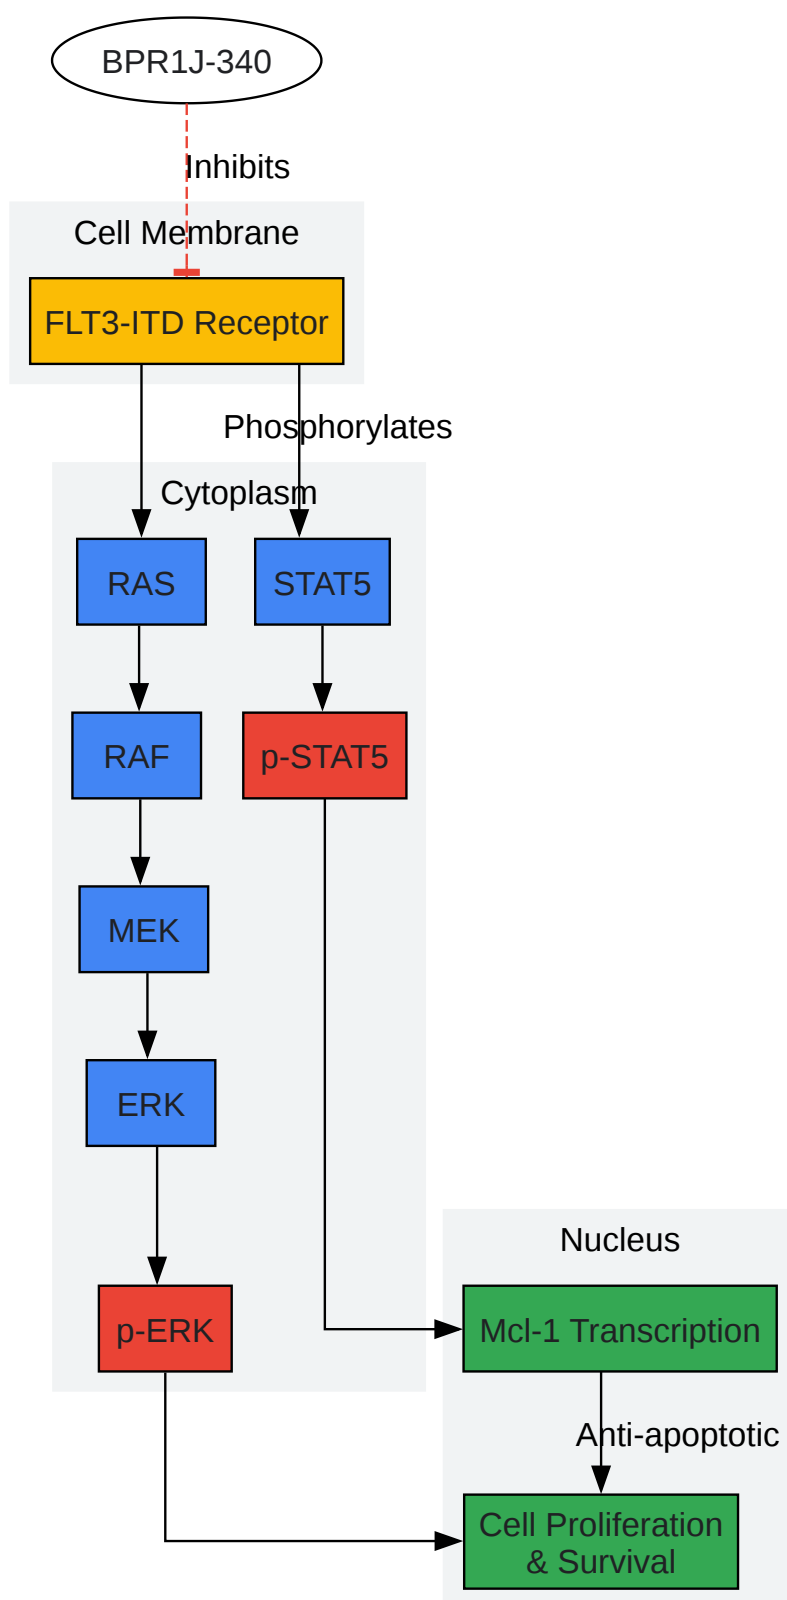 BPR1J-340
Inhibits
Cell Membrane
FLT3-ITD Receptor
Phosphorylates
Cytoplasm
RAS
STAT5
RAF
p-STAT5
MEK
ERK
Nucleus
p-ERK
Mcl-1 Transcription
Anti-apoptotic
Cell Proliferation
& Survival